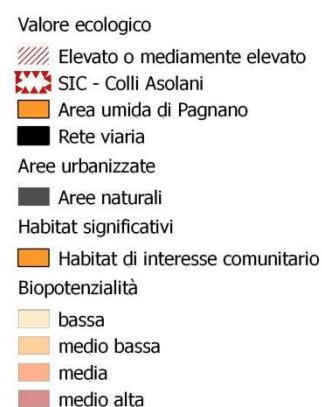 Valore ecologico
Elevato o mediamente elevato
SIC - Colli Asolani
Area umida di Pagnano
Rete viaria
Aree urbanizzate
Aree naturali
Habitat significativi
Habitat di interesse comunitario
Biopotenzialità
bassa
medio bassa
media
medio alta